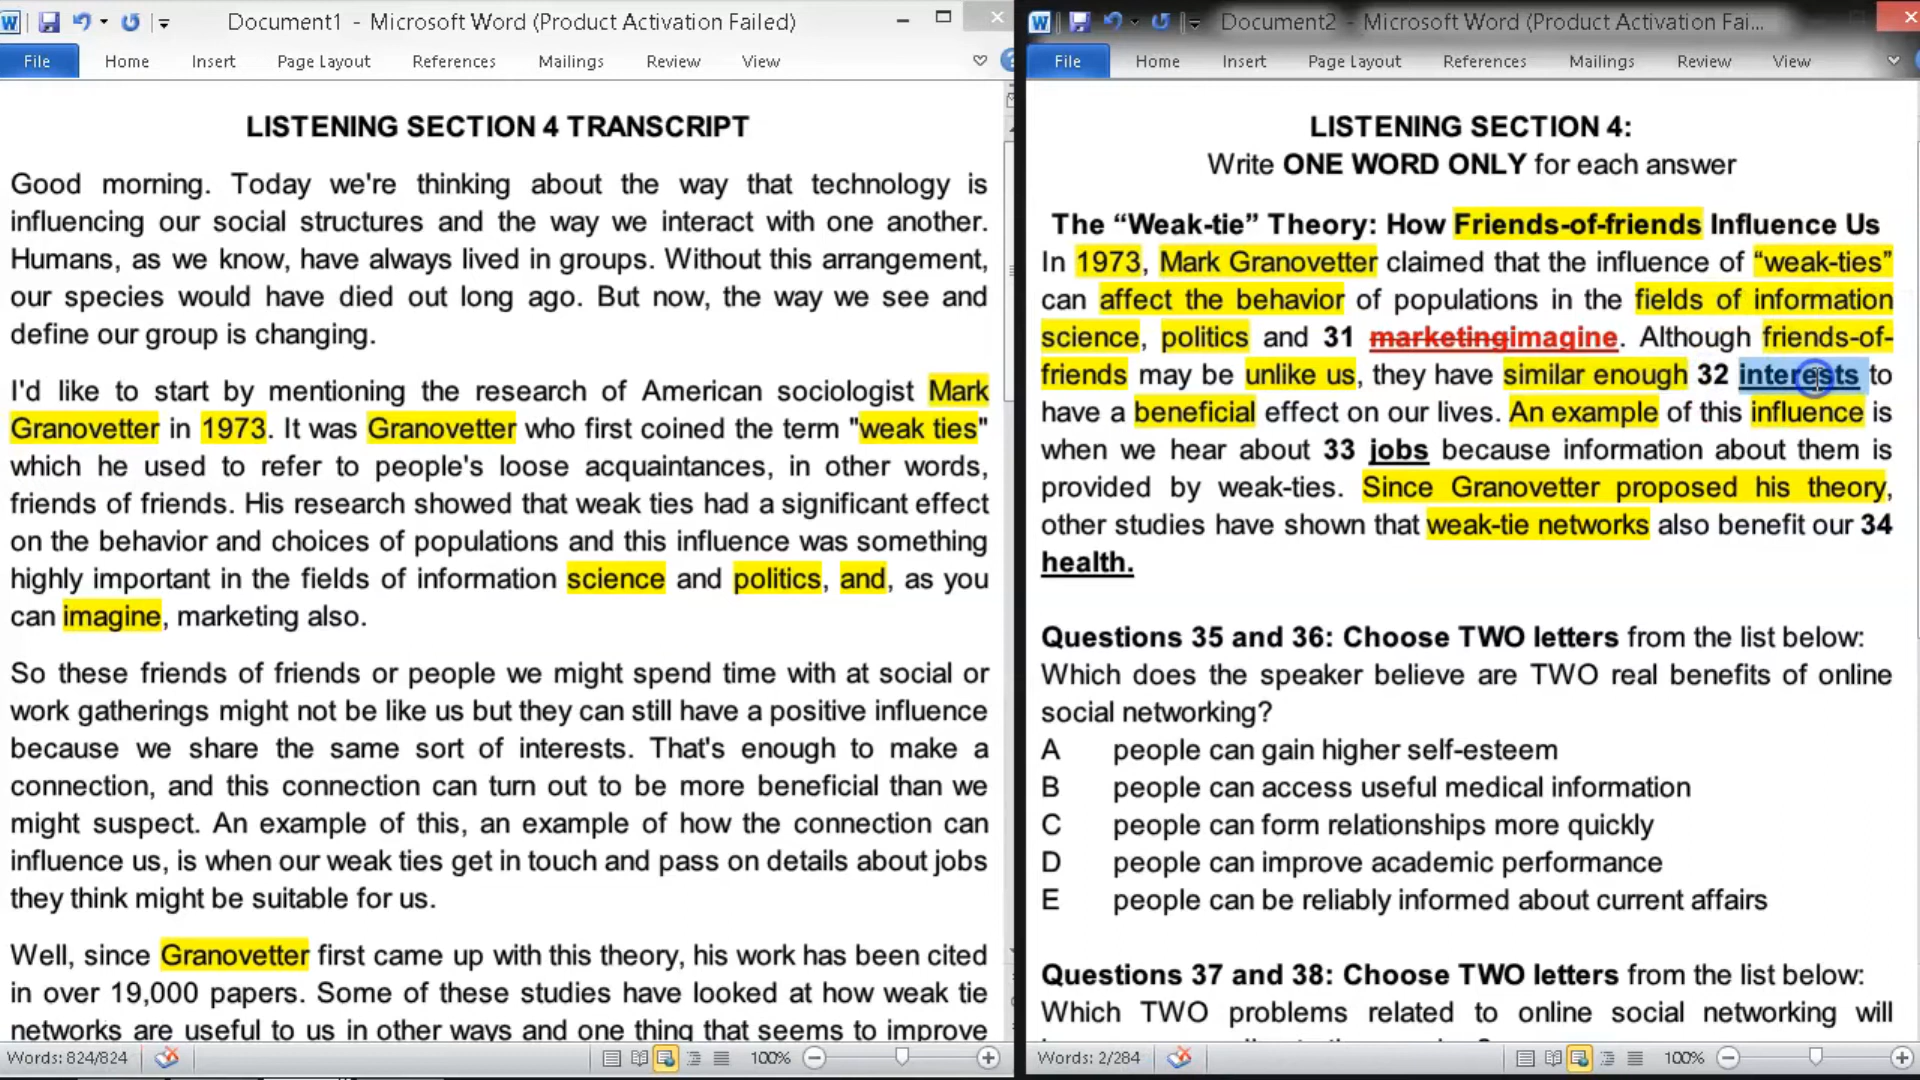 Document1 - Microsoft Word (Product Activation Failed)
File Home Insert Page Layout References Mailings Review View
LISTENING SECTION 4 TRANSCRIPT
Good morning. Today we're thinking about the way that technology is
influencing our social structures and the way we interact with one another.
Humans, as we know, have always lived in groups. Without this arrangement,
our species would have died out long ago. But now, the way we see and
define our group is changing.
I'd like to start by mentioning the research of American sociologist Mark
Granovetter in 1973. It was Granovetter who first coined the term "weak ties"
which he used to refer to people's loose acquaintances, in other words,
friends of friends. His research showed that weak ties had a significant effect
on the behavior and choices of populations and this influence was something
highly important in the fields of information science and politics, and, as you
can imagine, marketing also.
So these friends of friends or people we might spend time with at social or
work gatherings might not be like us but they can still have a positive influence
because we share the same sort of interests. That's enough to make a
connection, and this connection can turn out to be more beneficial than we
might suspect. An example of this, an example of how the connection can
influence us, is when our weak ties get in touch and pass on details about jobs
they think might be suitable for us.
Well, since Granovetter first came up with this theory, his work has been cited
in over 19,000 papers. Some of these studies have looked at how weak tie
networks are useful to us in other ways and one thing that seems to improve
Words: 824/824 100%
Document2 - Microsoft Word (Product Activation Fai...
File Home Insert Page Layout References Mailings Review View
LISTENING SECTION 4:
Write ONE WORD ONLY for each answer
The “Weak-tie” Theory: How Friends-of-friends Influence Us
In 1973, Mark Granovetter claimed that the influence of “weak-ties”
can affect the behavior of populations in the fields of information
science, politics and 31 marketingimagine. Although friends-of-
friends may be unlike us, they have similar enough 32 interests to
have a beneficial effect on our lives. An example of this influence is
when we hear about 33 jobs because information about them is
provided by weak-ties. Since Granovetter proposed his theory,
other studies have shown that weak-tie networks also benefit our 34
health.
Questions 35 and 36: Choose TWO letters from the list below:
Which does the speaker believe are TWO real benefits of online
social networking?
A people can gain higher self-esteem
B people can access useful medical information
C people can form relationships more quickly
D people can improve academic performance
E people can be reliably informed about current affairs
Questions 37 and 38: Choose TWO letters from the list below:
Which TWO problems related to online social networking will
Words: 2/284 100%